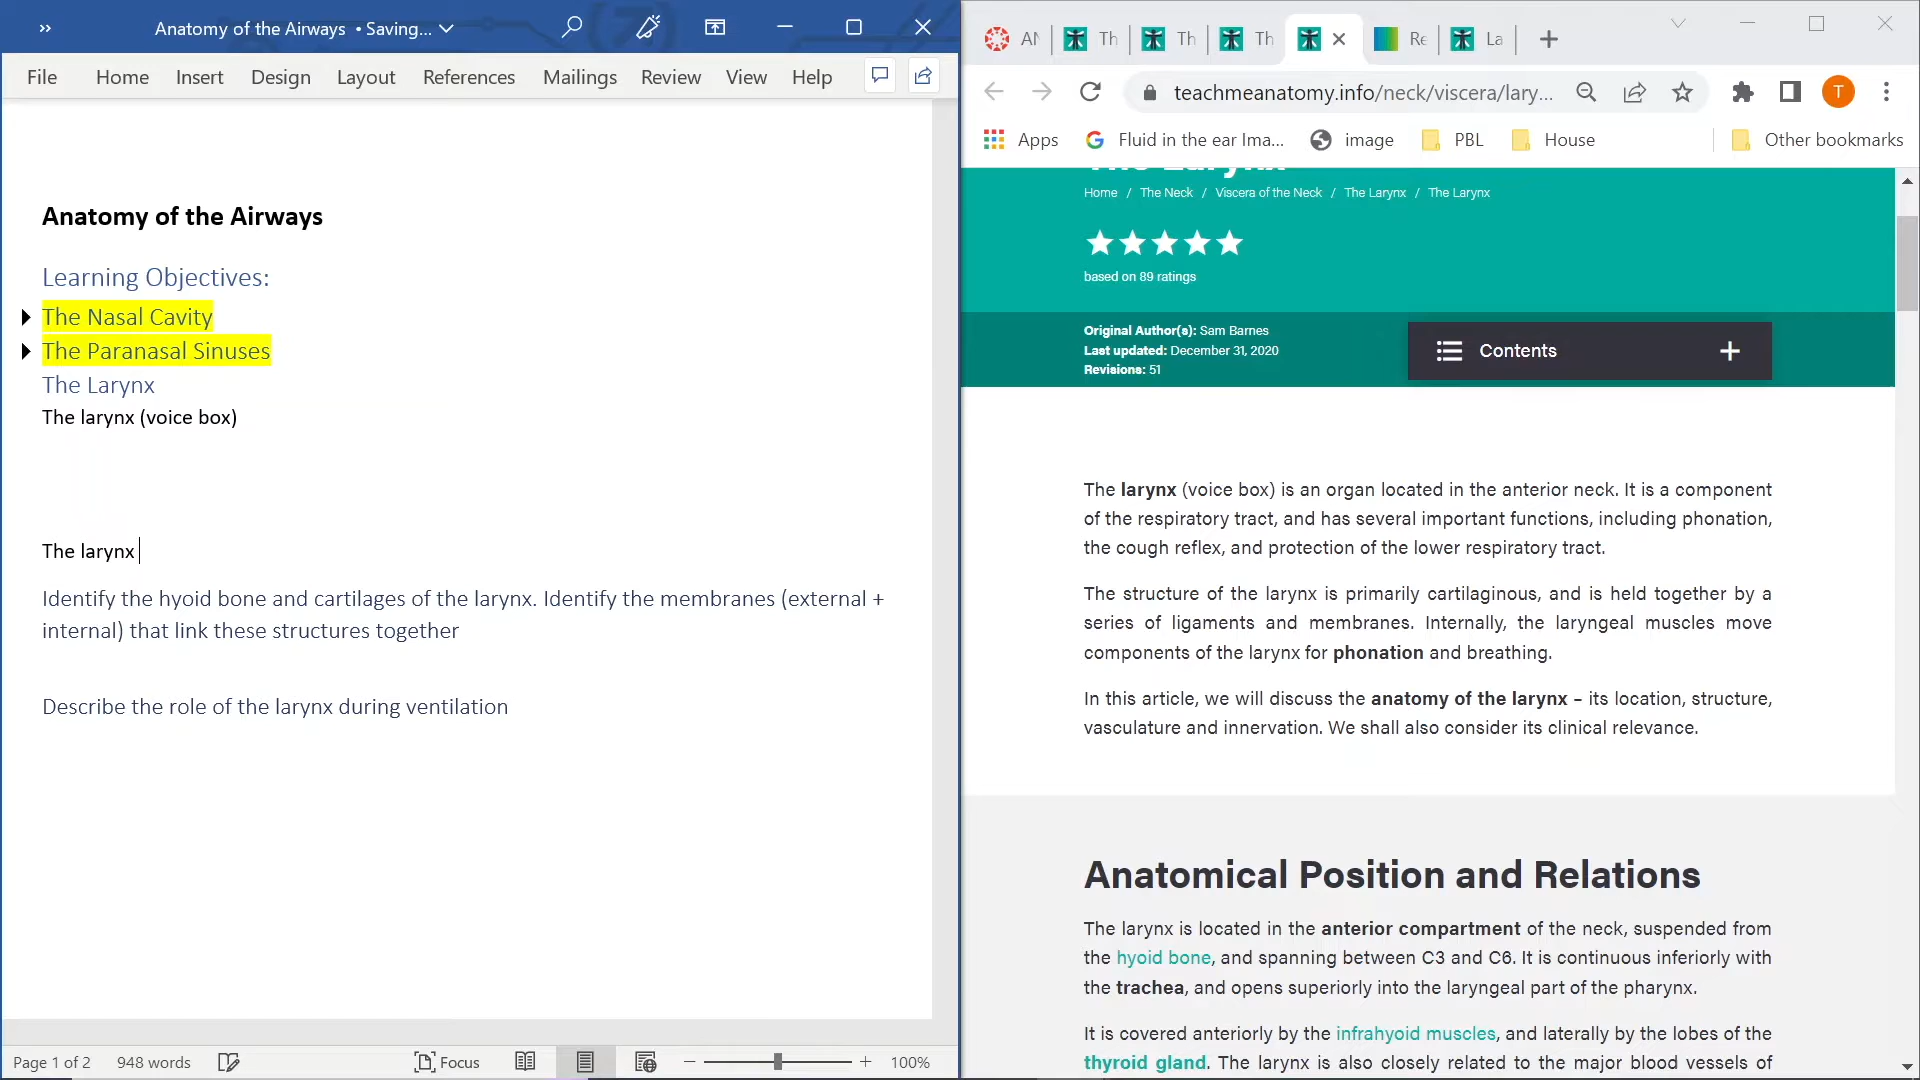 Anatomy of the Airways • Saving...
File Home Insert Design Layout References Mailings Review View Help
Anatomy of the Airways
Learning Objectives:
The Nasal Cavity
The Paranasal Sinuses
The Larynx
The larynx (voice box)
The larynx
Identify the hyoid bone and cartilages of the larynx. Identify the membranes (external +
internal) that link these structures together
Describe the role of the larynx during ventilation
Page 1 of 2 948 words Focus 100%
AN Th Th Th Re La
teachmeanatomy.info/neck/viscera/lary... T
Apps Fluid in the ear Ima... image PBL House Other bookmarks
The Larynx
Home / The Neck / Viscera of the Neck / The Larynx / The Larynx
based on 89 ratings
Original Author(s): Sam Barnes
Last updated: December 31, 2020
Revisions: 51
Contents
The larynx (voice box) is an organ located in the anterior neck. It is a component
of the respiratory tract, and has several important functions, including phonation,
the cough reflex, and protection of the lower respiratory tract.
The structure of the larynx is primarily cartilaginous, and is held together by a
series of ligaments and membranes. Internally, the laryngeal muscles move
components of the larynx for phonation and breathing.
In this article, we will discuss the anatomy of the larynx – its location, structure,
vasculature and innervation. We shall also consider its clinical relevance.
Anatomical Position and Relations
The larynx is located in the anterior compartment of the neck, suspended from
the hyoid bone, and spanning between C3 and C6. It is continuous inferiorly with
the trachea, and opens superiorly into the laryngeal part of the pharynx.
It is covered anteriorly by the infrahyoid muscles, and laterally by the lobes of the
thyroid gland. The larynx is also closely related to the major blood vessels of